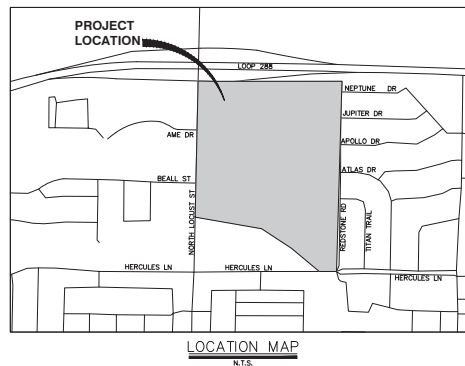 PROJECT
LOCATION
LOOP 288
NEPTUNE DR
JUPITER DR
AME DR
APOLLO DR
ATLAS DR
BEALL ST
NORTH LOCUST ST
REDSTONE RD
TITAN TRAIL
HERCULES LN
HERCULES LN
HERCULES LN
LOCATION MAP
N.T.S.